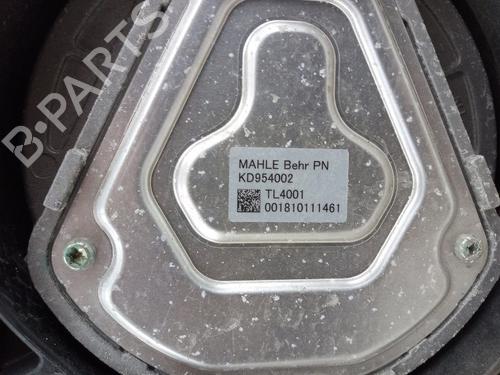 B-PARTS
MAHLE Behr PN
KD954002
TL4001
001810111461